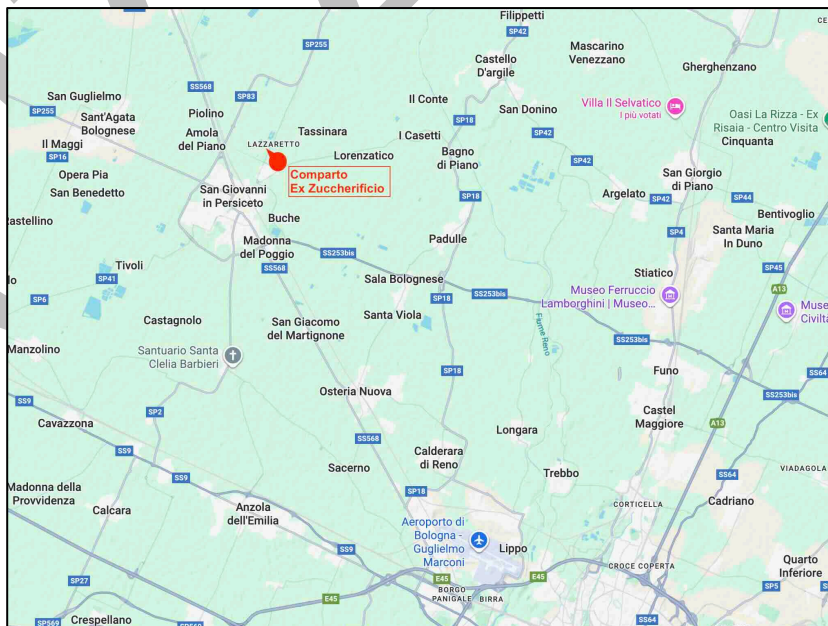 Filippetti
SP42
SP255
Castello
D'argile
Mascarino
Venezzano
Gherghenzano
SS568
SP83
San Guglielmo
SP255
Sant'Agata
Bolognese
Piolino
Il Conte
San Donino
Villa Il Selvatico
I più votati
Oasi La Rizza - Ex
Risaia - Centro Visita
Cinquanta
SP18
SP42
Amola
del Piano
Tassinara
I Casetti
LAZZARETTO
Il Maggi
SP16
Lorenzatico
Bagno
di Piano
SP42
Opera Pia
Comparto
Ex Zuccherificio
San Giorgio
di Piano
San Benedetto
San Giovanni
in Persiceto
SP18
Argelato
SP42
SP44
Buche
Bentivoglio
SP4
Santa Maria
In Duno
Madonna
del Poggio
SS253bis
Padulle
SS568
Tivoli
SP41
Sala Bolognese
Stiatico
SP45
A13
SP6
SP18
SS253bis
Museo Ferruccio
Lamborghini | Museo...
Castagnolo
San Giacomo
del Martignone
Santa Viola
Fiume Reno
Manzolino
Santuario Santa
Clelia Barbieri
SS253bis
SP18
Funo
SS64
Osteria Nuova
SS253bis
SS9
SP2
Castel
Maggiore
A13
Cavazzona
Longara
SS568
SS9
Calderara
di Reno
Sacerno
Trebbo
SS64
VIADAGOLA
SS9
Madonna della
Provvidenza
SP18
CORTICELLA
Cadriano
Calcara
Anzola
dell'Emilia
Aeroporto di
Bologna -
Guglielmo
Marconi
Lippo
SS9
CROCE COPERTA
Quarto
Inferiore
SP27
E45
E45
SP5
BORGO
PANIGALE
BIRRA
E45
SP569
Crespellano
SS64